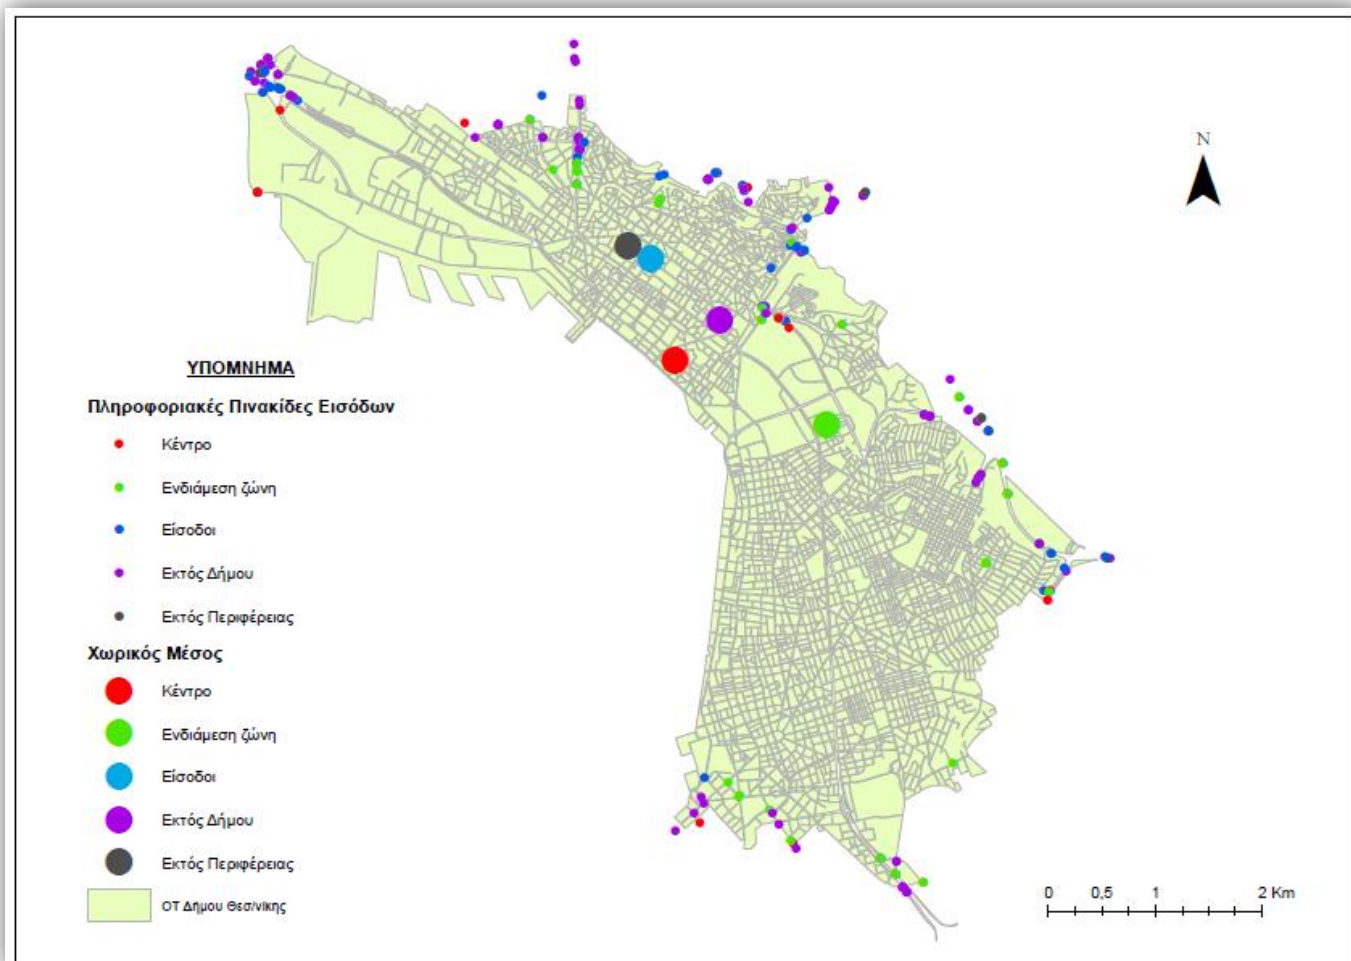 N
ΥΠΟΜΝΗΜΑ
Πληροφοριακές Πινακίδες Εισόδων
Κέντρο
Ενδιάμεση ζώνη
Είσοδοι
Εκτός Δήμου
Εκτός Περιφέρειας
Χωρικός Μέσος
Κέντρο
Ενδιάμεση ζώνη
Είσοδοι
Εκτός Δήμου
Εκτός Περιφέρειας
ΟΤ Δήμου Θεσ/νίκης
0 0,5 1 2 Km